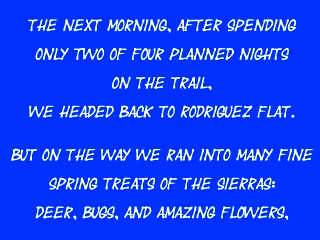 THE NEXT MORNING, AFTER SPENDING
ONLY TWO OF FOUR PLANNED NIGHTS
ON THE TRAIL,
WE HEADED BACK TO RODRIGUEZ FLAT.
BUT ON THE WAY WE RAN INTO MANY FINE
SPRING TREATS OF THE SIERRAS:
DEER, BUGS, AND AMAZING FLOWERS,